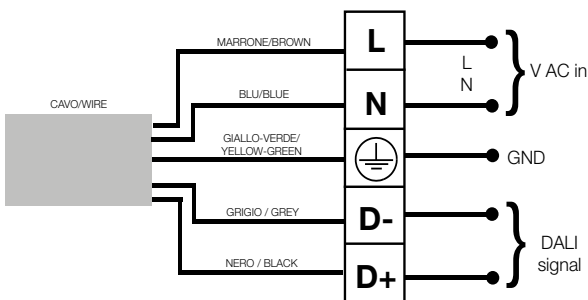 MARRONE/BROWN
L
L
N
V AC in
BLU/BLUE
N
CAVO/WIRE
GIALLO-VERDE/
YELLOW-GREEN
GND
GRIGIO / GREY
D-
DALI
signal
NERO / BLACK
D+